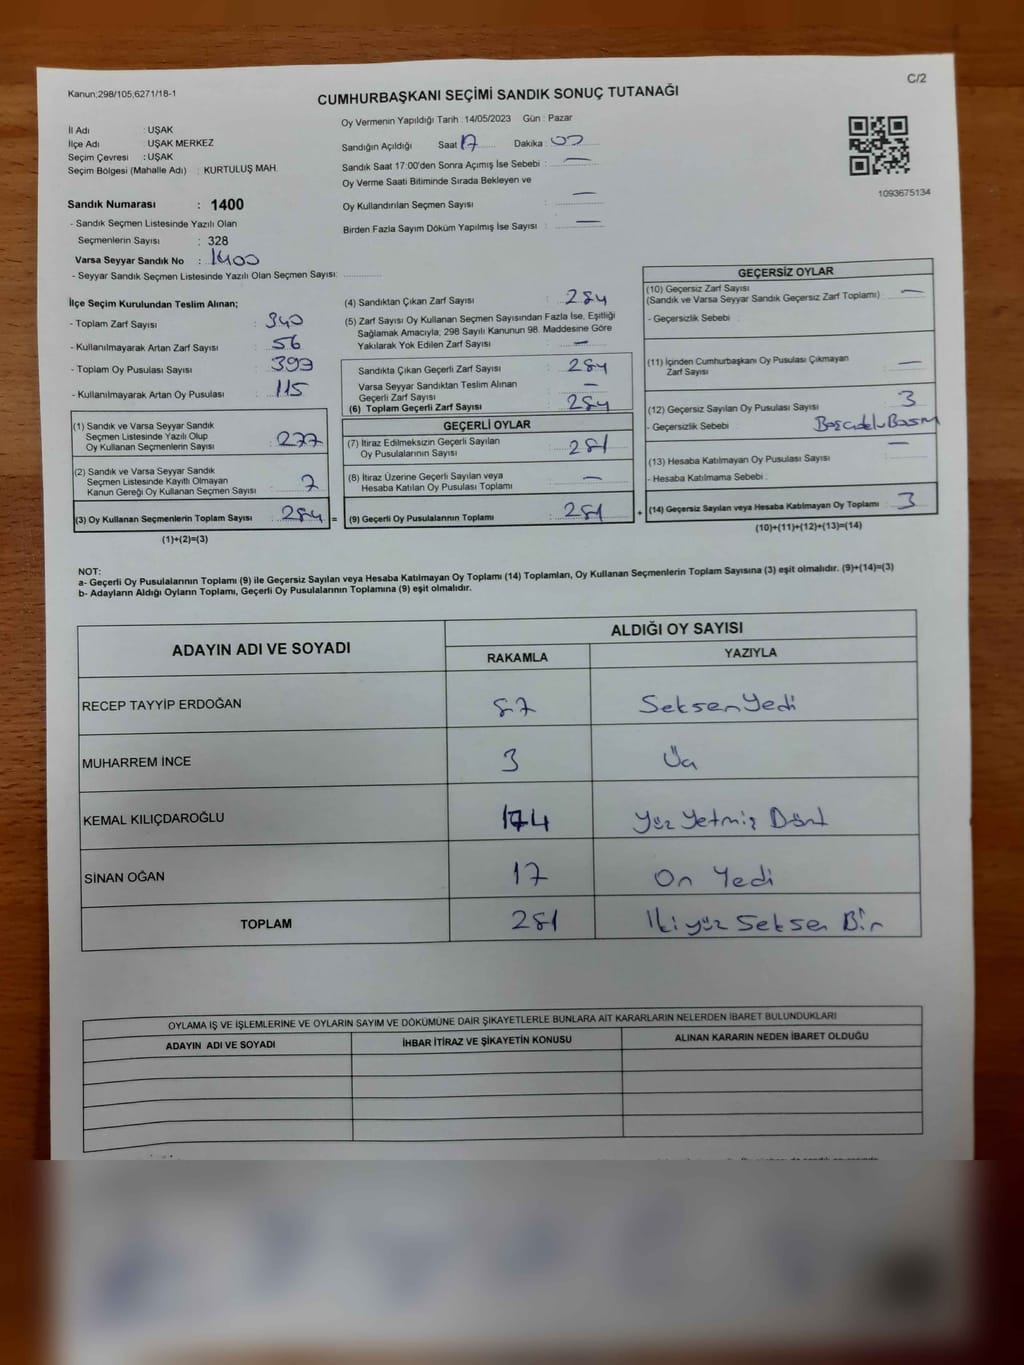 Kanun:298/105;6271/18-1
C/2
CUMHURBAŞKANI SEÇİMİ SANDIK SONUÇ TUTANAĞI
İl Adı : UŞAK
İlçe Adı : UŞAK MERKEZ
Seçim Çevresi : UŞAK
Seçim Bölgesi (Mahalle Adı) : KURTULUŞ MAH.
Sandık Numarası : 1400
- Sandık Seçmen Listesinde Yazılı Olan
Seçmenlerin Sayısı : 328
Varsa Seyyar Sandık No : 1400
- Seyyar Sandık Seçmen Listesinde Yazılı Olan Seçmen Sayısı:
Oy Vermenin Yapıldığı Tarih : 14/05/2023 Gün : Pazar
Sandığın Açıldığı Saat 17 Dakika : 00
Sandık Saat 17:00'den Sonra Açımış İse Sebebi : —
Oy Verme Saati Bitiminde Sırada Bekleyen ve
Oy Kullandırılan Seçmen Sayısı : —
Birden Fazla Sayım Döküm Yapılmış İse Sayısı : —
1093675134
İlçe Seçim Kurulundan Teslim Alınan;
- Toplam Zarf Sayısı : 340
- Kullanılmayarak Artan Zarf Sayısı : 56
- Toplam Oy Pusulası Sayısı : 399
- Kullanılmayarak Artan Oy Pusulası : 115
(1) Sandık ve Varsa Seyyar Sandık
Seçmen Listesinde Yazılı Olup
Oy Kullanan Seçmenlerin Sayısı : 277
(2) Sandık ve Varsa Seyyar Sandık
Seçmen Listesinde Kayıtlı Olmayan
Kanun Gereği Oy Kullanan Seçmen Sayısı : 7
(3) Oy Kullanan Seçmenlerin Toplam Sayısı : 284 =
(1)+(2)=(3)
(4) Sandıktan Çıkan Zarf Sayısı : 284
(5) Zarf Sayısı Oy Kullanan Seçmen Sayısından Fazla İse, Eşitliği
Sağlamak Amacıyla, 298 Sayılı Kanunun 98. Maddesine Göre
Yakılarak Yok Edilen Zarf Sayısı : —
Sandıkta Çıkan Geçerli Zarf Sayısı : 284
Varsa Seyyar Sandıktan Teslim Alınan
Geçerli Zarf Sayısı : —
(6) Toplam Geçerli Zarf Sayısı : 284
GEÇERLİ OYLAR
(7) İtiraz Edilmeksizin Geçerli Sayılan
Oy Pusulalarının Sayısı : 281
(8) İtiraz Üzerine Geçerli Sayılan veya
Hesaba Katılan Oy Pusulası Toplamı : —
(9) Geçerli Oy Pusulalarının Toplamı : 281 +
GEÇERSİZ OYLAR
(10) Geçersiz Zarf Sayısı
(Sandık ve Varsa Seyyar Sandık Geçersiz Zarf Toplamı) : —
- Geçersizlik Sebebi :
(11) İçinden Cumhurbaşkanı Oy Pusulası Çıkmayan
Zarf Sayısı : —
(12) Geçersiz Sayılan Oy Pusulası Sayısı : 3
- Geçersizlik Sebebi :
(13) Hesaba Katılmayan Oy Pusulası Sayısı : —
- Hesaba Katılmama Sebebi :
(14) Geçersiz Sayılan veya Hesaba Katılmayan Oy Toplamı : 3
(10)+(11)+(12)+(13)=(14)
NOT:
a- Geçerli Oy Pusulalarının Toplamı (9) ile Geçersiz Sayılan veya Hesaba Katılmayan Oy Toplamı (14) Toplamları, Oy Kullanan Seçmenlerin Toplam Sayısına (3) eşit olmalıdır. (9)+(14)=(3)
b- Adayların Aldığı Oyların Toplamı, Geçerli Oy Pusulalarının Toplamına (9) eşit olmalıdır.
ADAYIN ADI VE SOYADI ALDIĞI OY SAYISI
RAKAMLA YAZIYLA
RECEP TAYYİP ERDOĞAN 87 Seksen Yedi
MUHARREM İNCE 3 Üç
KEMAL KILIÇDAROĞLU 174 Yüz Yetmiş Dört
SİNAN OĞAN 17 On Yedi
TOPLAM 281 İkiyüz Seksen Bir
OYLAMA İŞ VE İŞLEMLERİNE VE OYLARIN SAYIM VE DÖKÜMÜNE DAİR ŞİKAYETLERLE BUNLARA AİT KARARLARIN NELERDEN İBARET BULUNDUKLARI
ADAYIN ADI VE SOYADI İHBAR İTİRAZ VE ŞİKAYETİN KONUSU ALINAN KARARIN NEDEN İBARET OLDUĞU